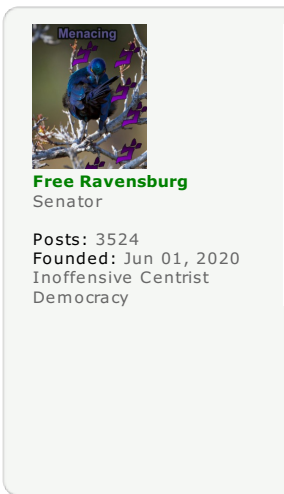 Menacing
Free Ravensburg
Senator
Posts: 3524
Founded: Jun 01, 2020
Inoffensive Centrist
Democracy